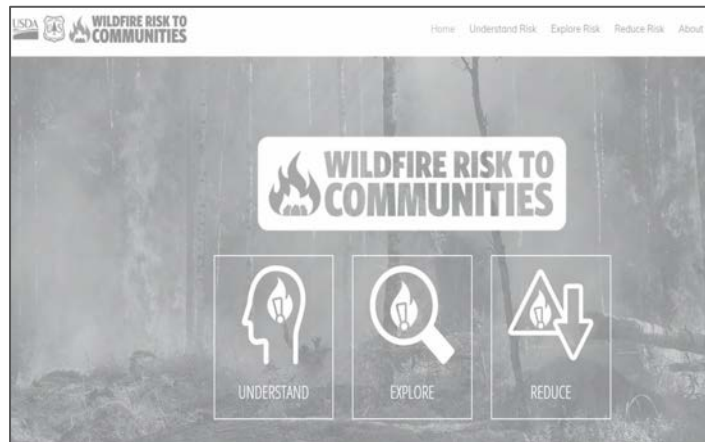 USDA
WILDFIRE RISK TO
COMMUNITIES
Home Understand Risk Explore Risk Reduce Risk About
WILDFIRE RISK TO
COMMUNITIES
UNDERSTAND EXPLORE REDUCE